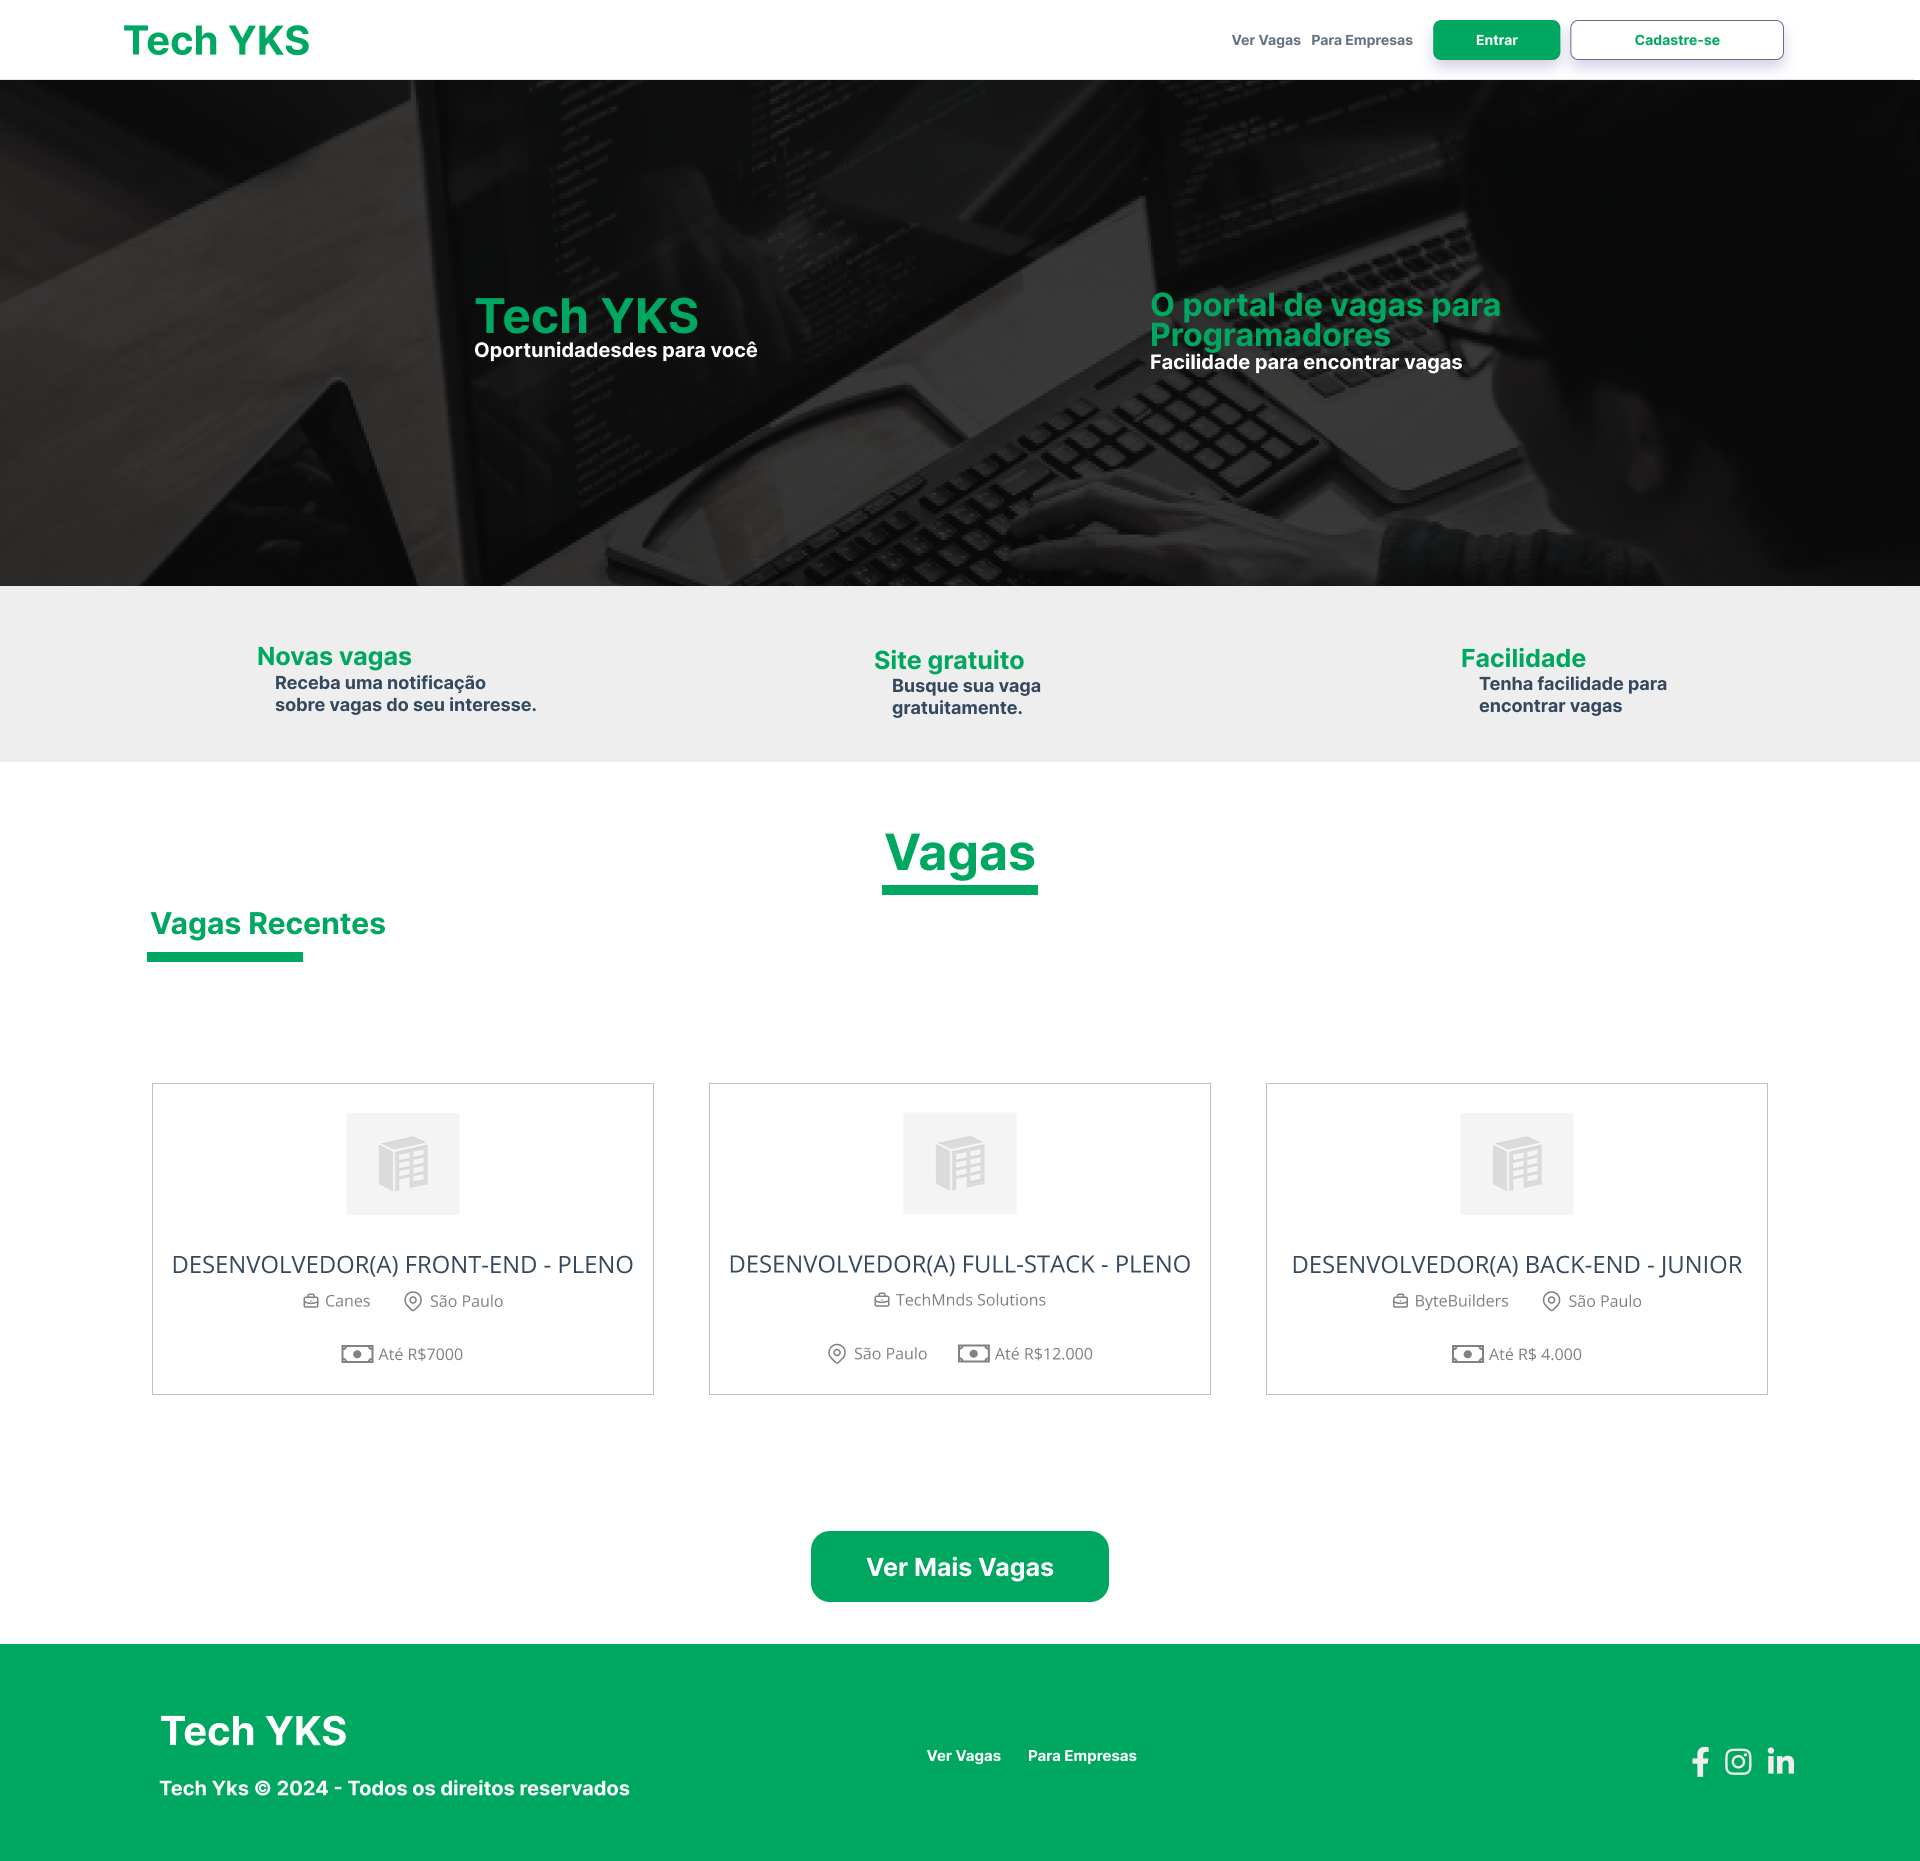 Tech YKS
Ver Vagas Para Empresas Entrar Cadastre-se
Tech YKS
Oportunidadesdes para você
O portal de vagas para
Programadores
Facilidade para encontrar vagas
Novas vagas
Receba uma notificação
sobre vagas do seu interesse.
Site gratuito
Busque sua vaga
gratuitamente.
Facilidade
Tenha facilidade para
encontrar vagas
Vagas
Vagas Recentes
DESENVOLVEDOR(A) FRONT-END - PLENO
Canes São Paulo
Até R$7000
DESENVOLVEDOR(A) FULL-STACK - PLENO
TechMnds Solutions
São Paulo Até R$12.000
DESENVOLVEDOR(A) BACK-END - JUNIOR
ByteBuilders São Paulo
Até R$ 4.000
Ver Mais Vagas
Tech YKS
Tech Yks © 2024 - Todos os direitos reservados
Ver Vagas Para Empresas